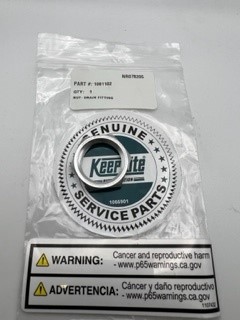 PART #: 1081102
QTY: 1
GENUINE
KeepRite
1086901
SERVICE PARTS
WARNING:
Cancer and reproductive harm
- www.p65warnings.ca.gov
ADVERTENCIA:
Cáncer y daño reproductivo
- www.p65warnings.ca.gov